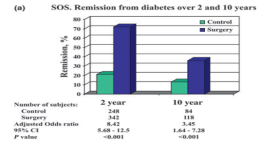 (a) SOS. Remission from diabetes over 2 and 10 years
Remission, %
80
70
60
50
40
30
20
10
0
Control
Surgery
2 year 10 year
Number of subjects:
Control 248 84
Surgery 342 118
Adjusted Odds ratio 8.42 3.45
95% CI 5.68 - 12.5 1.64 - 7.28
P value <0.001 <0.001